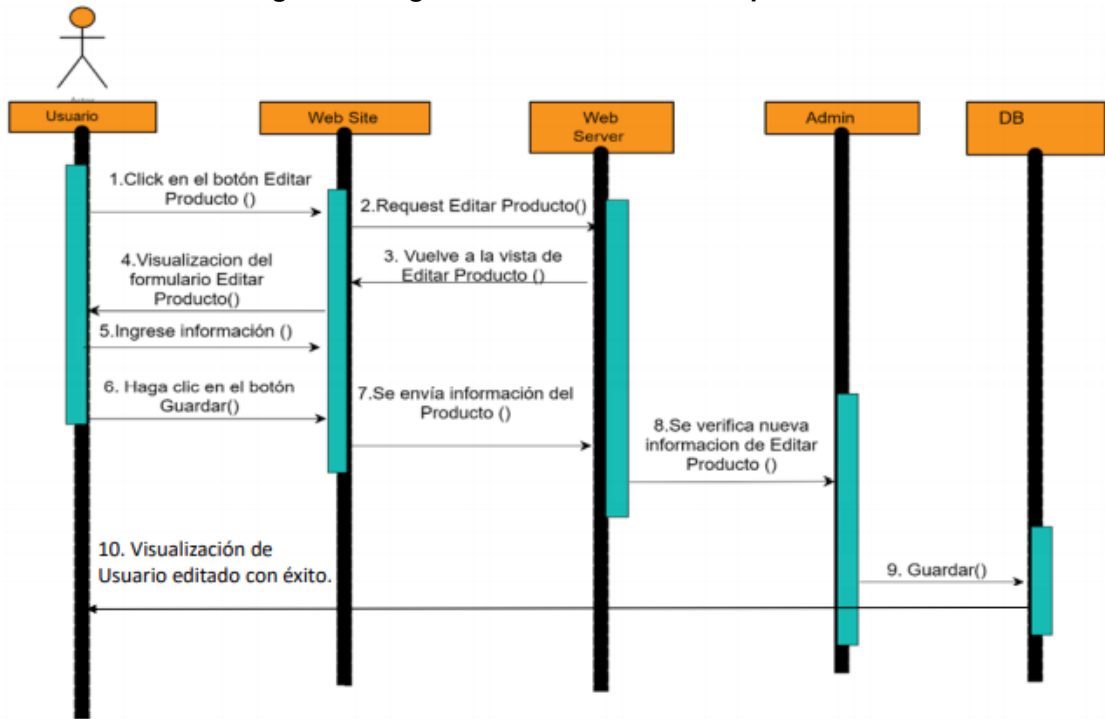 Usuario
Web Site
Web
Server
Admin
DB
1.Click en el botón Editar
Producto ()
2.Request Editar Producto()
3. Vuelve a la vista de
Editar Producto ()
4.Visualizacion del
formulario Editar
Producto()
5.Ingrese información ()
6. Haga clic en el botón
Guardar()
7.Se envía información del
Producto ()
8.Se verifica nueva
informacion de Editar
Producto ()
9. Guardar()
10. Visualización de
Usuario editado con éxito.